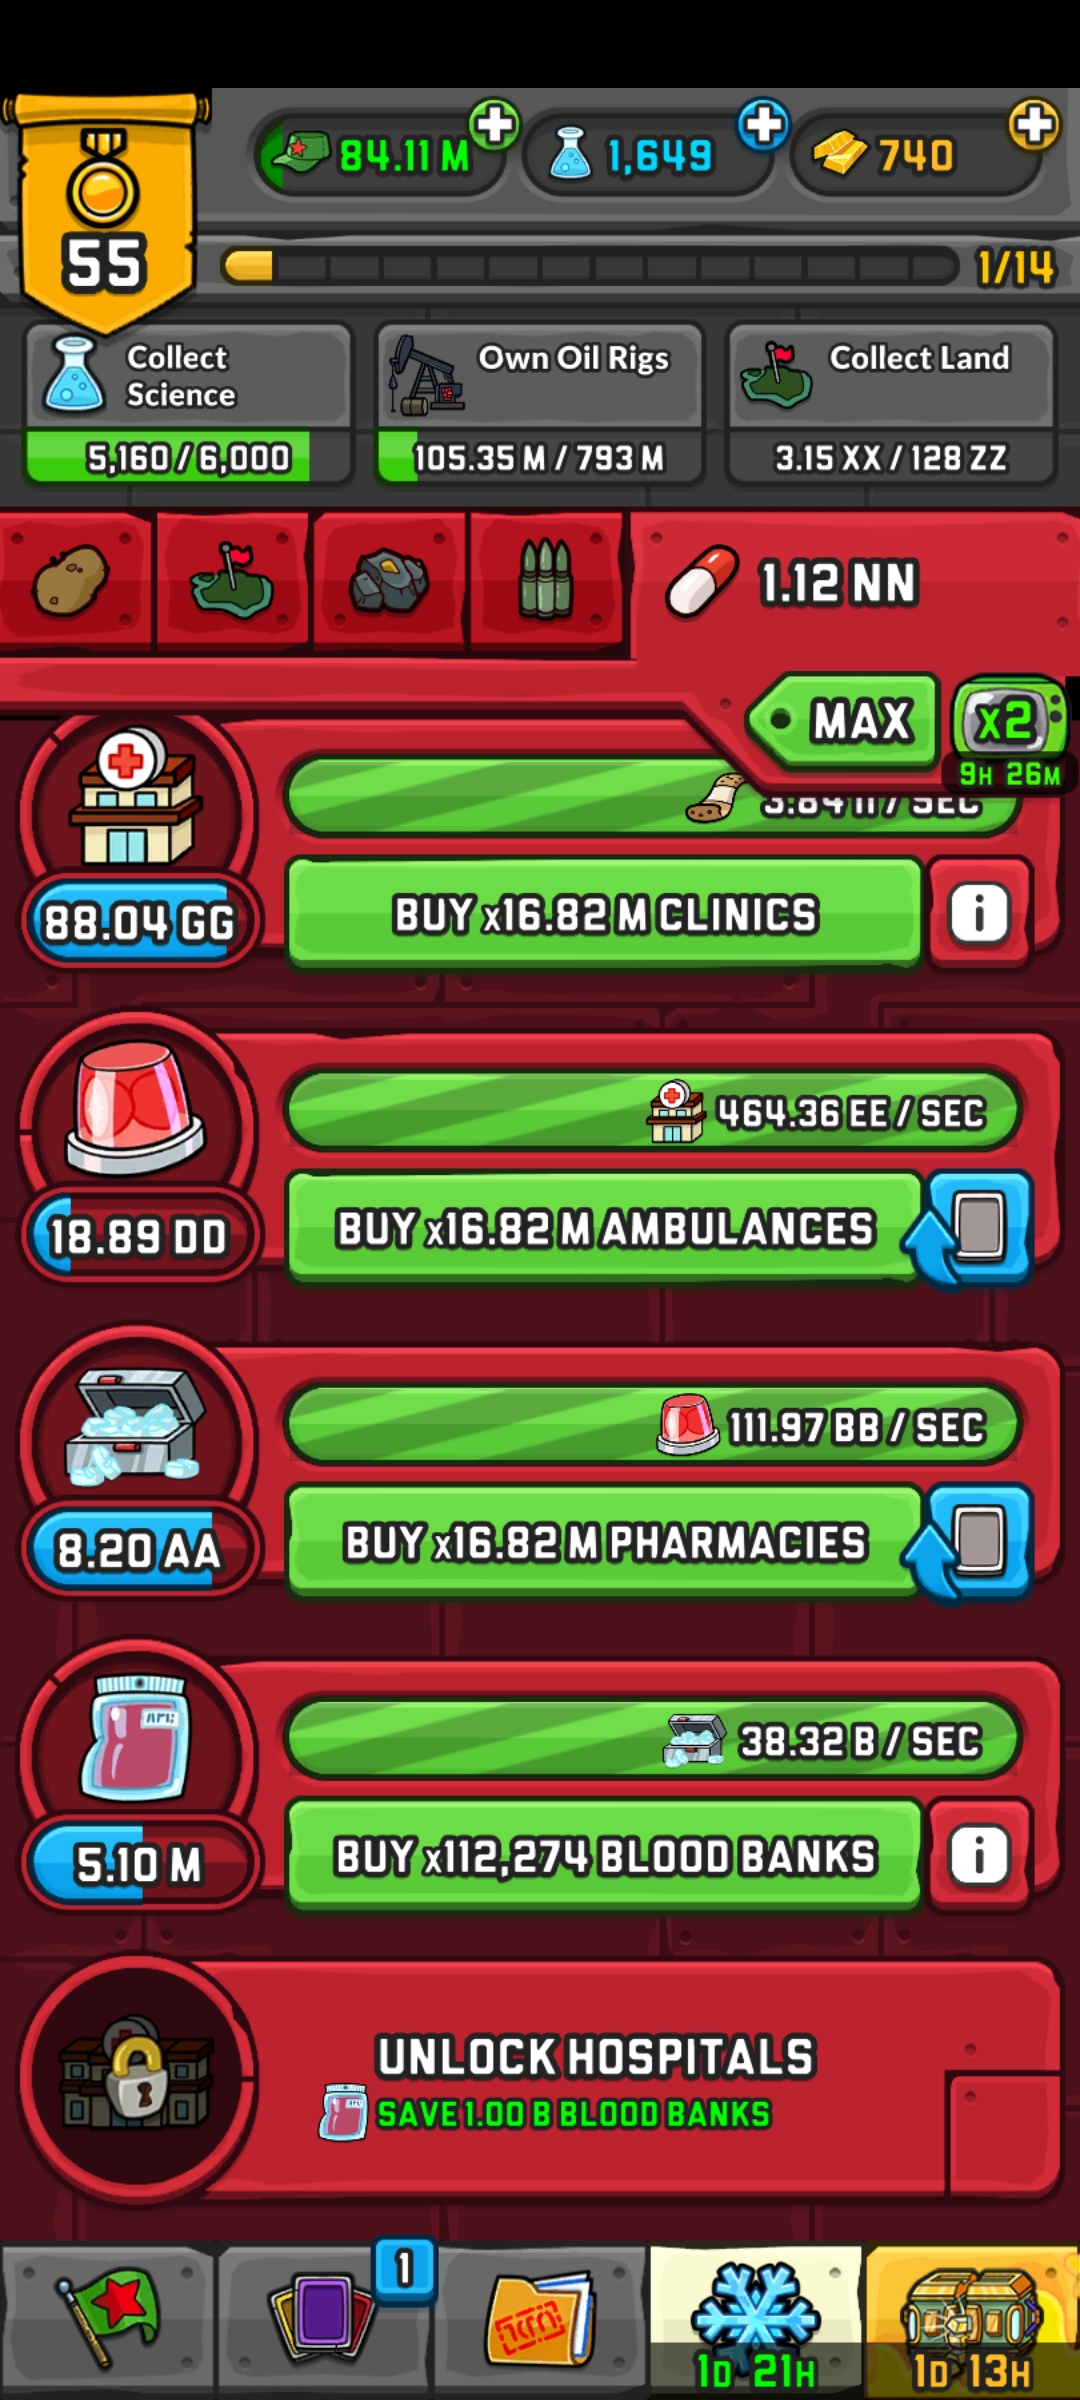 84.11 M
1,649
740
55
1/14
Collect
Science
5,160 / 6,000
Own Oil Rigs
105.35 M / 793 M
Collect Land
3.15 XX / 128 ZZ
1.12 NN
MAX
x2
9H 26M
/ SEC
88.04 GG
BUY x16.82 M CLINICS
i
464.36 EE / SEC
18.89 DD
BUY x16.82 M AMBULANCES
111.97 BB / SEC
8.20 AA
BUY x16.82 M PHARMACIES
38.32 B / SEC
5.10 M
BUY x112,274 BLOOD BANKS
i
UNLOCK HOSPITALS
SAVE 1.00 B BLOOD BANKS
1
1D 21H
1D 13H